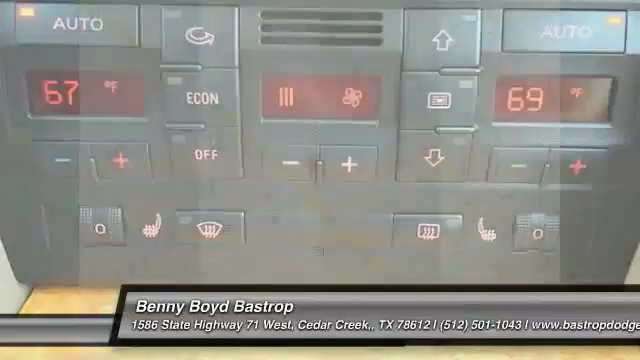 AUTO
AUTO
67 °F
ECON
69 °F
OFF
- +
- +
- +
O
O
Benny Boyd Bastrop
1586 State Highway 71 West, Cedar Creek,, TX 78612 I (512) 501-1043 I www.bastropdodge